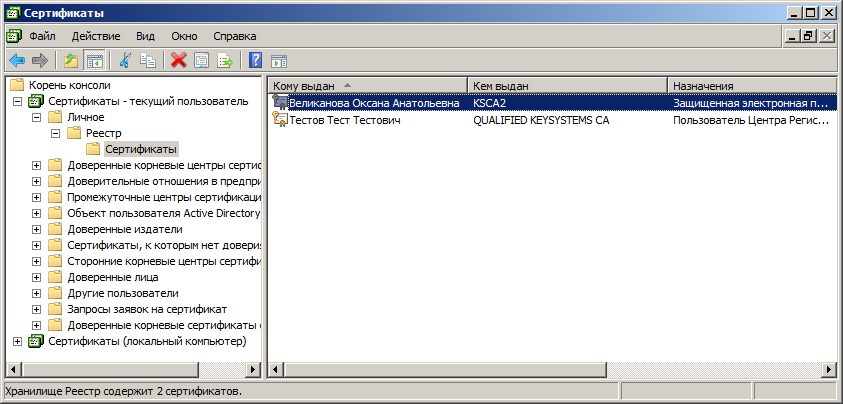 Сертификаты
Файл Действие Вид Окно Справка
Корень консоли
Сертификаты - текущий пользователь
Личное
Реестр
Сертификаты
Доверенные корневые центры сертиф
Доверительные отношения в предпри
Промежуточные центры сертификаци
Объект пользователя Active Directory
Доверенные издатели
Сертификаты, к которым нет доверия
Сторонние корневые центры сертифи
Доверенные лица
Другие пользователи
Запросы заявок на сертификат
Доверенные корневые сертификаты с
Сертификаты (локальный компьютер)
Кому выдан Кем выдан Назначения
Великанова Оксана Анатольевна KSCA2 Защищенная электронная п...
Тестов Тест Тестович QUALIFIED KEYSYSTEMS CA Пользователь Центра Регис...
Хранилище Реестр содержит 2 сертификатов.